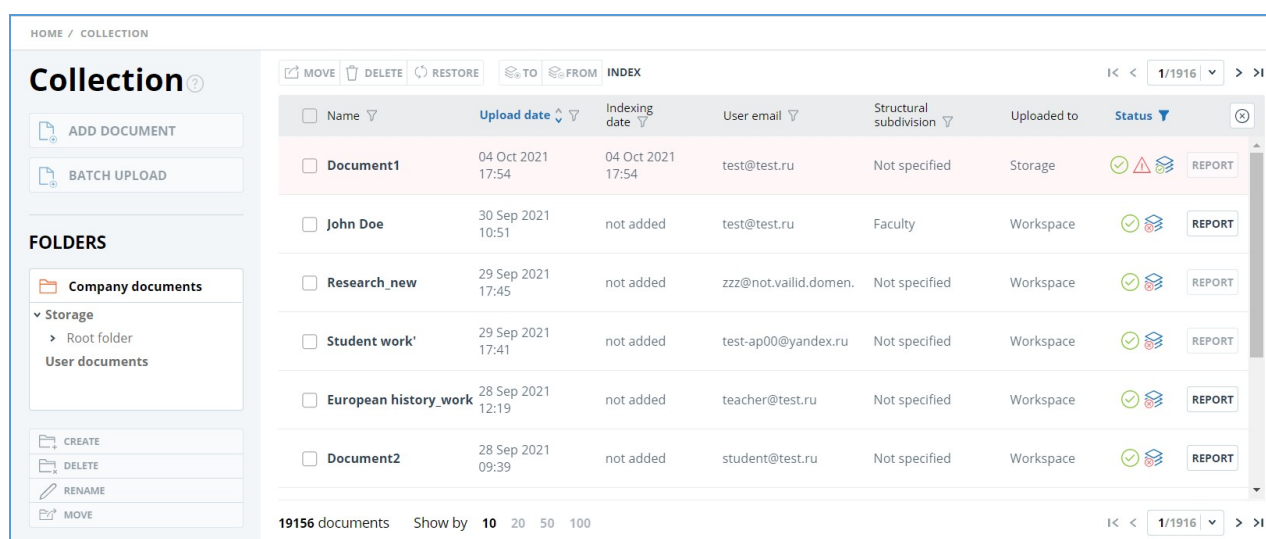 HOME / COLLECTION
Collection
ADD DOCUMENT
BATCH UPLOAD
FOLDERS
Company documents
Storage
Root folder
User documents
CREATE
DELETE
RENAME
MOVE
MOVE DELETE RESTORE TO FROM INDEX 1/1916
Name Upload date Indexing date User email Structural subdivision Uploaded to Status
Document1 04 Oct 2021 17:54 04 Oct 2021 17:54 test@test.ru Not specified Storage REPORT
John Doe 30 Sep 2021 10:51 not added test@test.ru Faculty Workspace REPORT
Research_new 29 Sep 2021 17:45 not added zzz@not.vailid.domen. Not specified Workspace REPORT
Student work' 29 Sep 2021 17:41 not added test-ap00@yandex.ru Not specified Workspace REPORT
European history_work 28 Sep 2021 12:19 not added teacher@test.ru Not specified Workspace REPORT
Document2 28 Sep 2021 09:39 not added student@test.ru Not specified Workspace REPORT
19156 documents Show by 10 20 50 100 1/1916